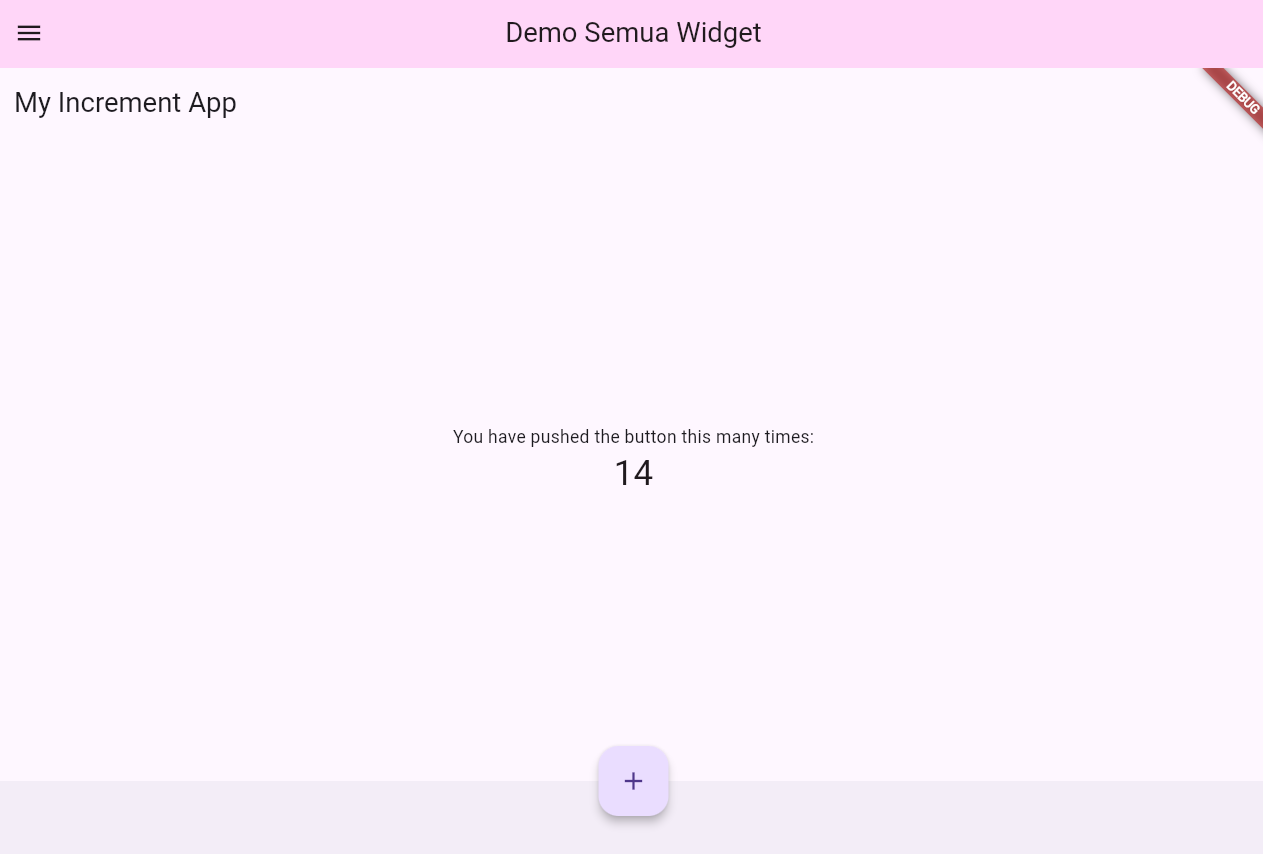 Demo Semua Widget
My Increment App
DEBUG
You have pushed the button this many times:
14